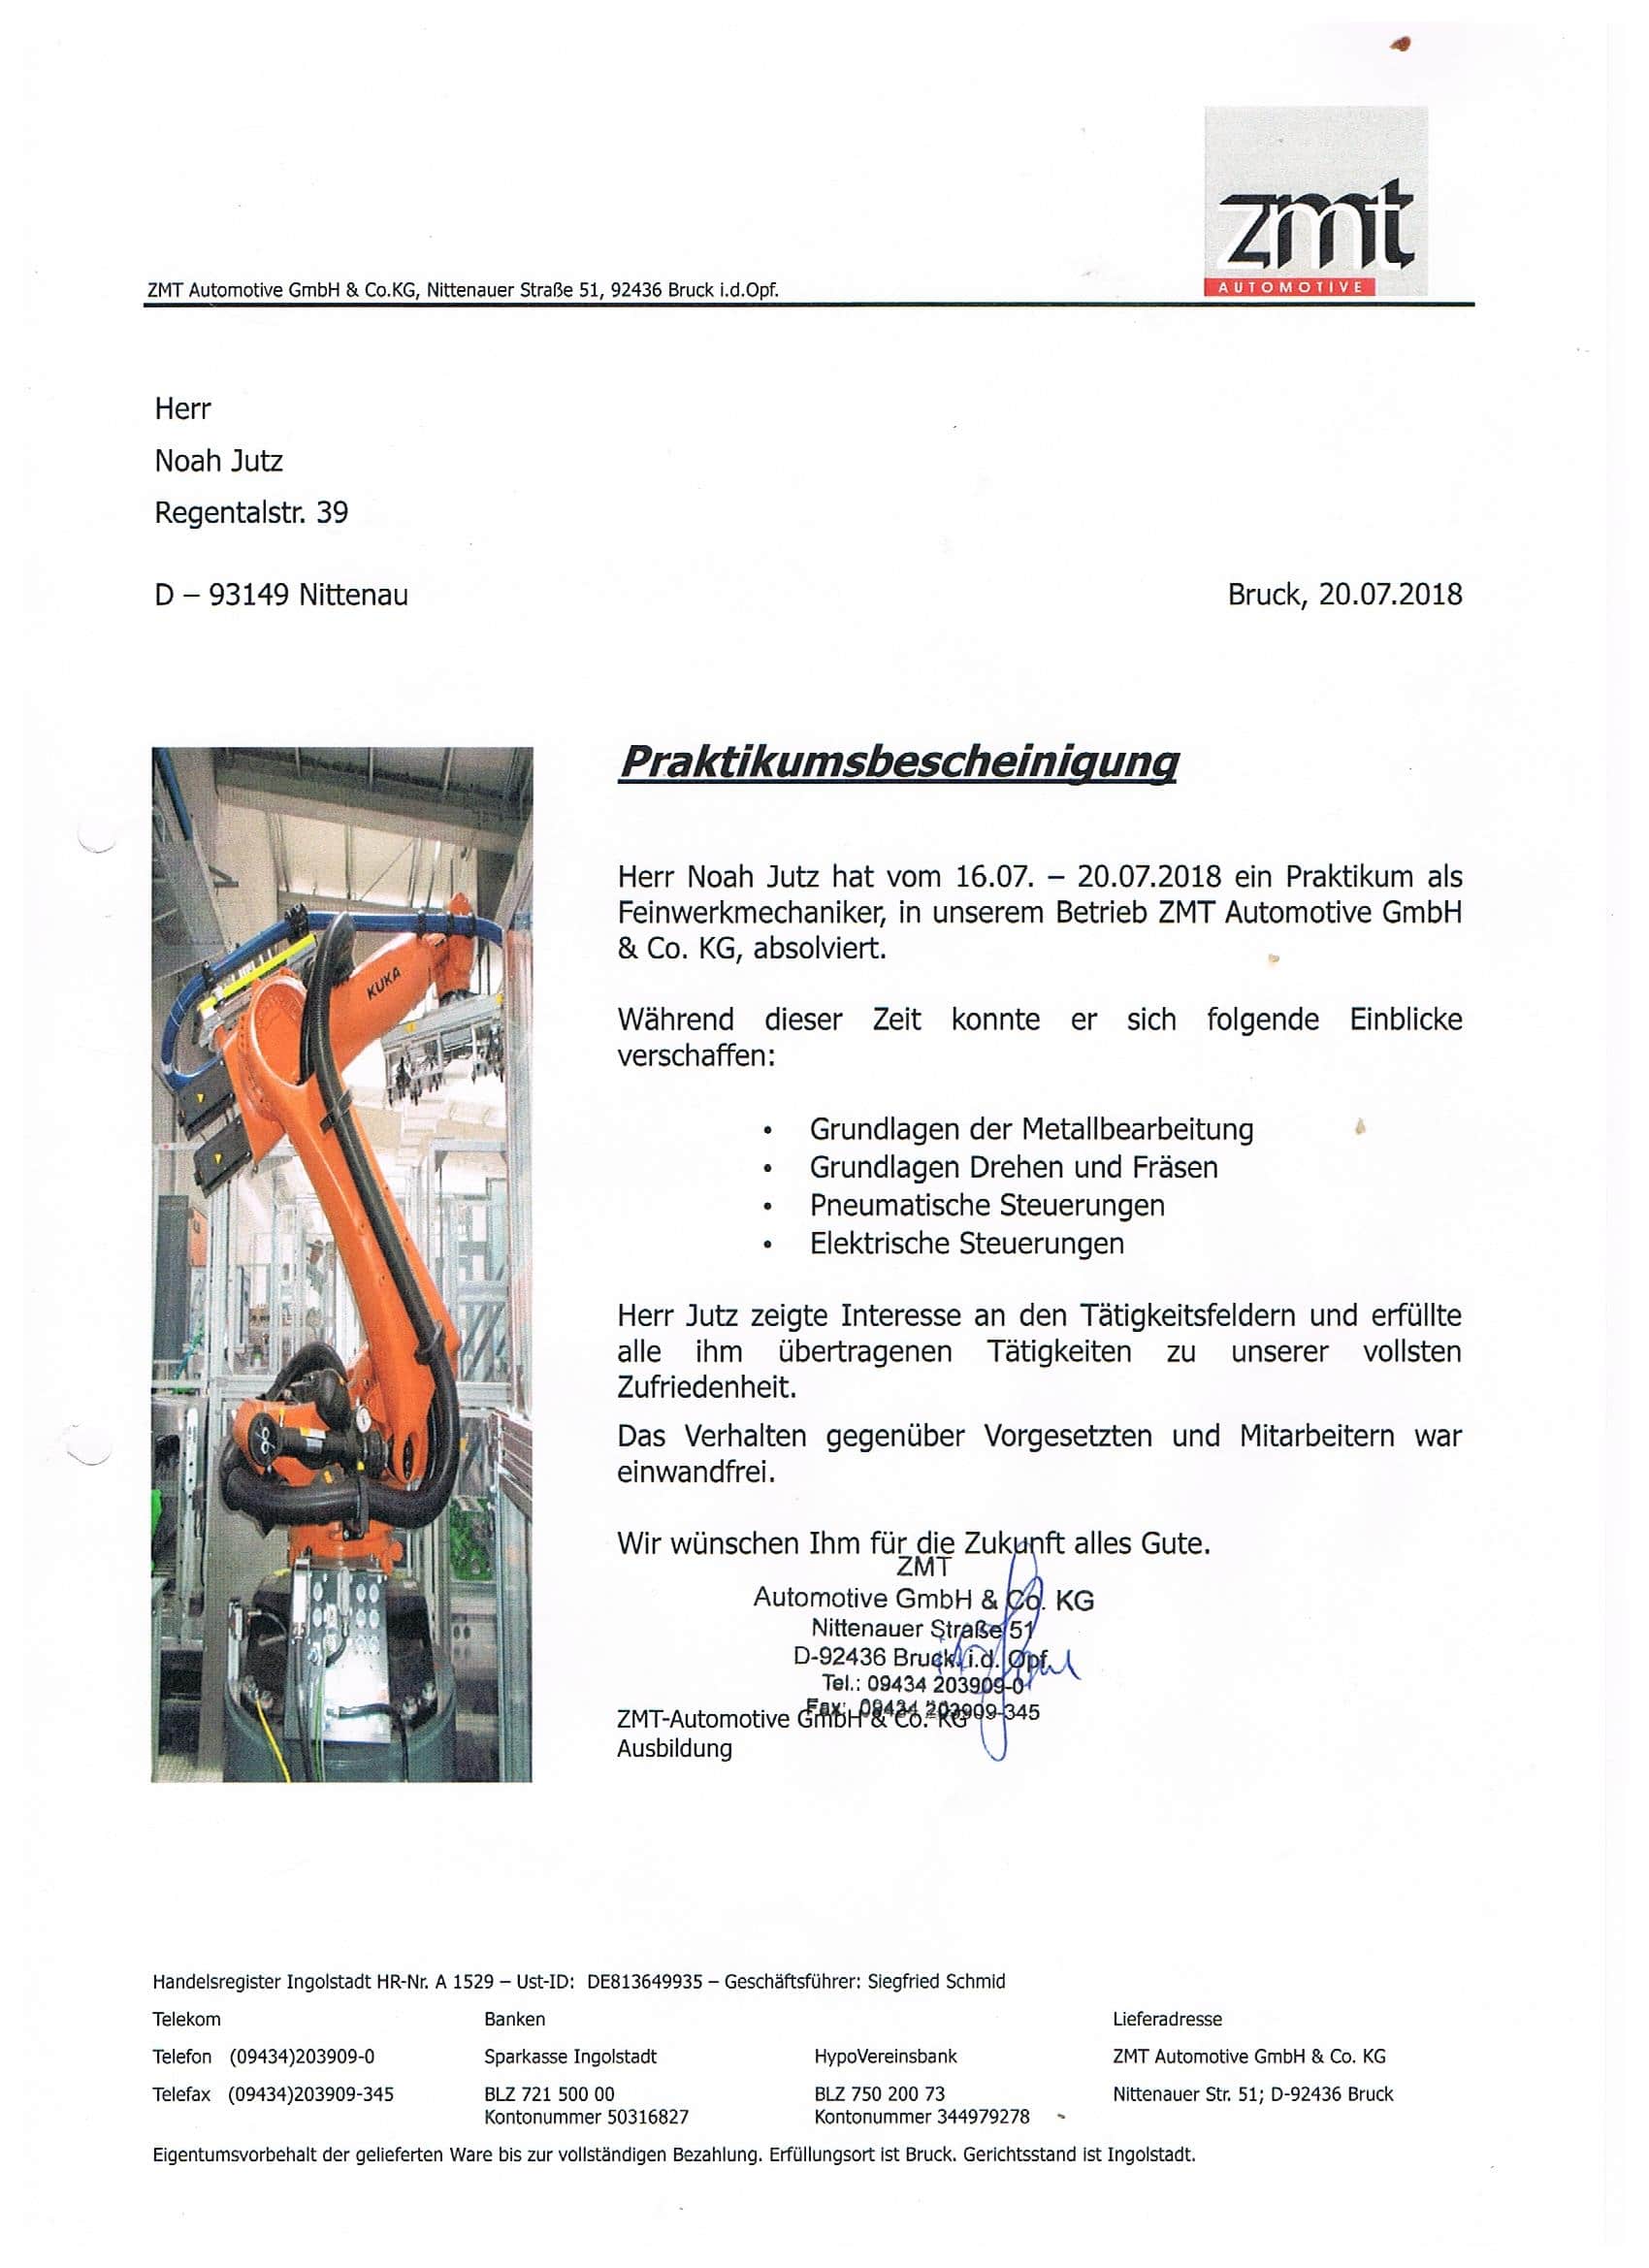 zmt
AUTOMOTIVE
ZMT Automotive GmbH & Co.KG, Nittenauer Straße 51, 92436 Bruck i.d.Opf.
Herr
Noah Jutz
Regentalstr. 39
D – 93149 Nittenau
Bruck, 20.07.2018
KUKA
Praktikumsbescheinigung
Herr Noah Jutz hat vom 16.07. – 20.07.2018 ein Praktikum als
Feinwerkmechaniker, in unserem Betrieb ZMT Automotive GmbH
& Co. KG, absolviert.
Während dieser Zeit konnte er sich folgende Einblicke
verschaffen:
• Grundlagen der Metallbearbeitung
• Grundlagen Drehen und Fräsen
• Pneumatische Steuerungen
• Elektrische Steuerungen
Herr Jutz zeigte Interesse an den Tätigkeitsfeldern und erfüllte
alle ihm übertragenen Tätigkeiten zu unserer vollsten
Zufriedenheit.
Das Verhalten gegenüber Vorgesetzten und Mitarbeitern war
einwandfrei.
Wir wünschen Ihm für die Zukunft alles Gute.
ZMT
Automotive GmbH & Co. KG
Nittenauer Straße 51
D-92436 Bruck i.d. Opf.
Tel.: 09434 203909-0
Fax: 09434 203909-345
ZMT-Automotive GmbH & Co. KG
Ausbildung
Handelsregister Ingolstadt HR-Nr. A 1529 – Ust-ID: DE813649935 – Geschäftsführer: Siegfried Schmid
Telekom Banken Lieferadresse
Telefon (09434)203909-0 Sparkasse Ingolstadt HypoVereinsbank ZMT Automotive GmbH & Co. KG
Telefax (09434)203909-345 BLZ 721 500 00 BLZ 750 200 73 Nittenauer Str. 51; D-92436 Bruck
Kontonummer 50316827 Kontonummer 344979278
Eigentumsvorbehalt der gelieferten Ware bis zur vollständigen Bezahlung. Erfüllungsort ist Bruck. Gerichtsstand ist Ingolstadt.